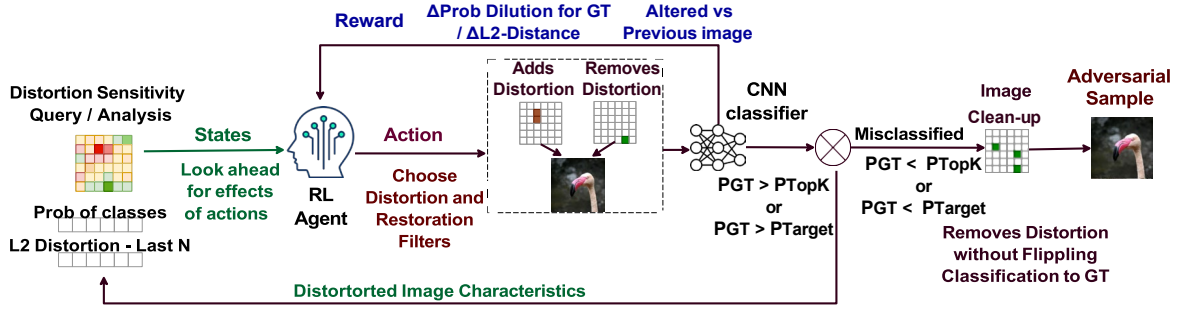 Distortion Sensitivity
Query / Analysis
Prob of classes
L2 Distortion - Last N
States
Look ahead
for effects
of actions
Reward
RL
Agent
ΔProb Dilution for GT
/ ΔL2-Distance
Altered vs
Previous image
Action
Choose
Distortion and
Restoration
Filters
Adds
Distortion
Removes
Distortion
CNN
classifier
PGT > PTopK
or
PGT > PTarget
Misclassified
PGT < PTopK
or
PGT < PTarget
Image
Clean-up
Removes Distortion
without Flippling
Classification to GT
Adversarial
Sample
Distortorted Image Characteristics